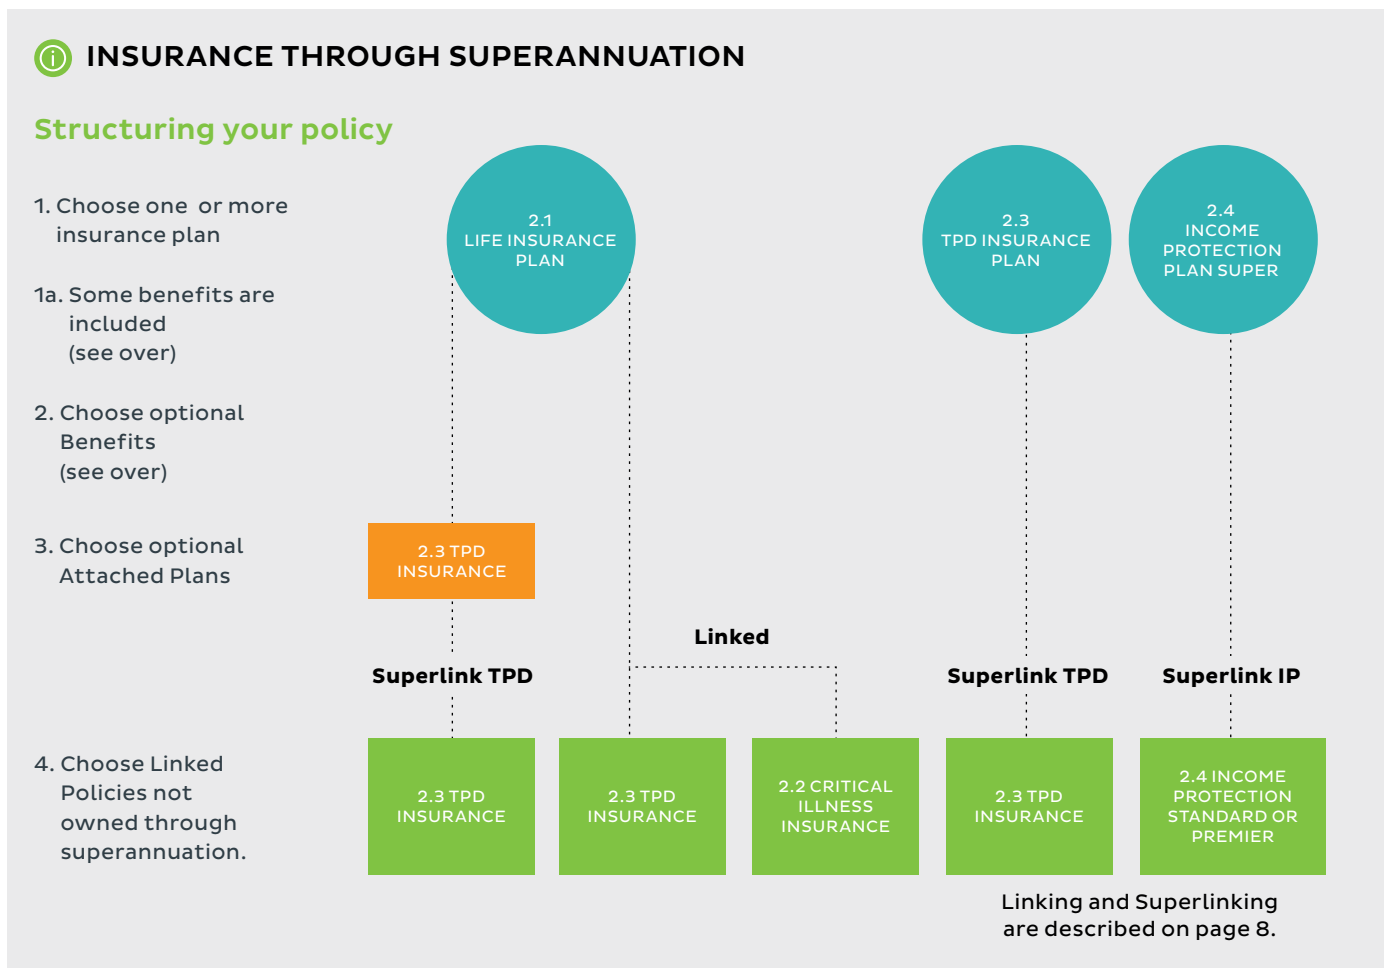 INSURANCE THROUGH SUPERANNUATION
Structuring your policy
1. Choose one or more
insurance plan
1a. Some benefits are
included
(see over)
2. Choose optional
Benefits
(see over)
3. Choose optional
Attached Plans
4. Choose Linked
Policies not
owned through
superannuation.
2.1
LIFE INSURANCE
PLAN
2.3
TPD INSURANCE
PLAN
2.4
INCOME
PROTECTION
PLAN SUPER
2.3 TPD
INSURANCE
Linked
Superlink TPD
Superlink TPD
Superlink IP
2.3 TPD
INSURANCE
2.3 TPD
INSURANCE
2.2 CRITICAL
ILLNESS
INSURANCE
2.3 TPD
INSURANCE
2.4 INCOME
PROTECTION
STANDARD OR
PREMIER
Linking and Superlinking
are described on page 8.